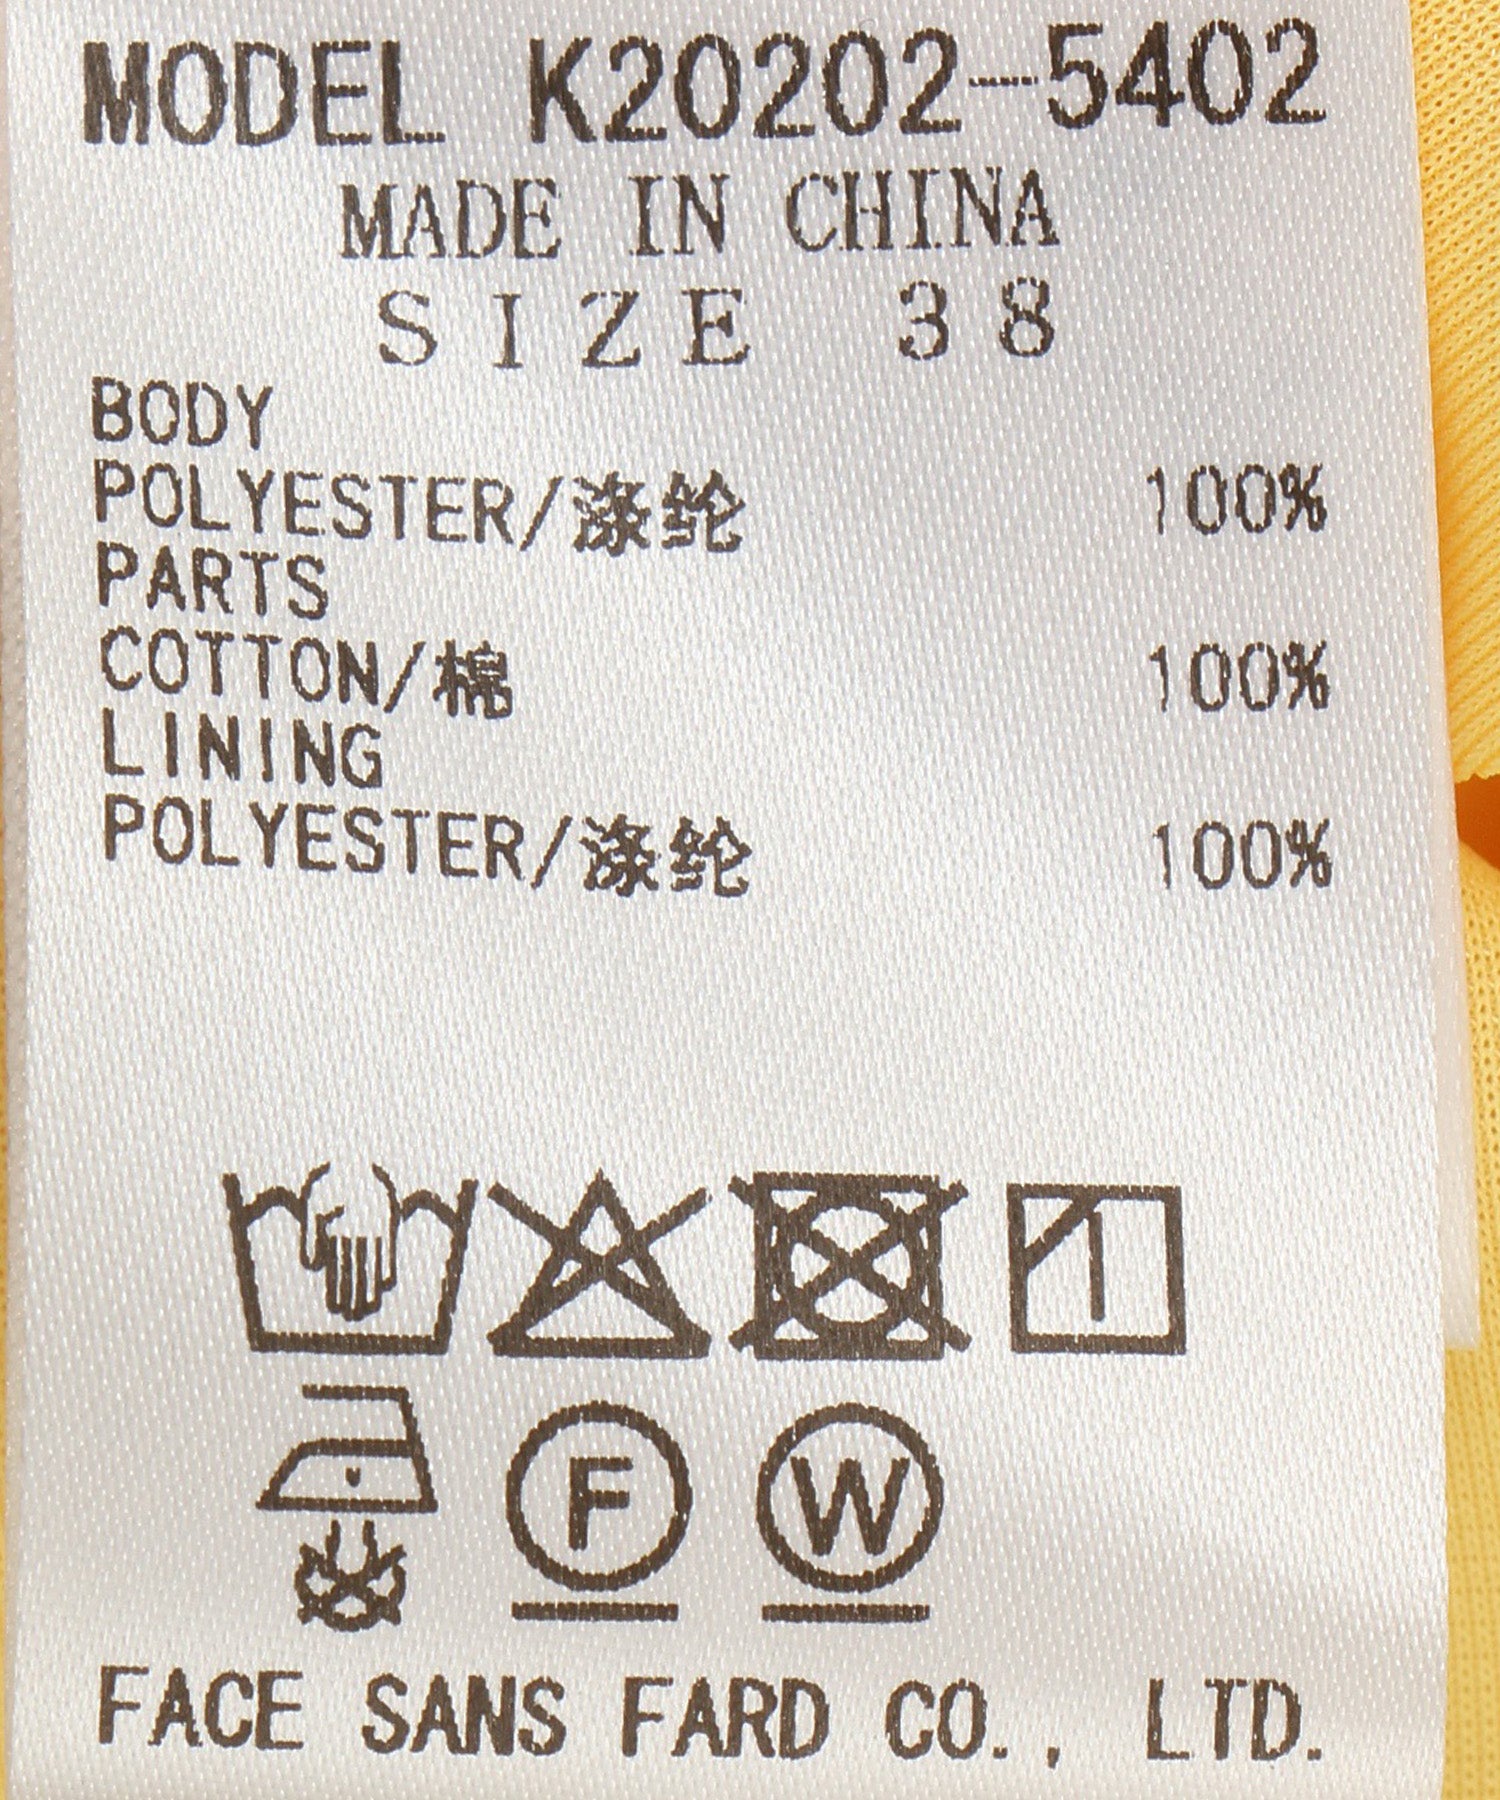 MODEL K20202-5402
MADE IN CHINA
SIZE 38
BODY
POLYESTER/涤纶 100%
PARTS
COTTON/棉 100%
LINING
POLYESTER/涤纶 100%
F W
FACE SANS FARD CO., LTD.